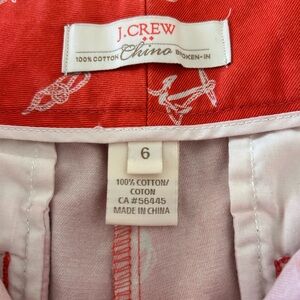 J.CREW
100% COTTON Chino BROKEN-IN
6
100% COTTON/
COTON
CA #56445
MADE IN CHINA